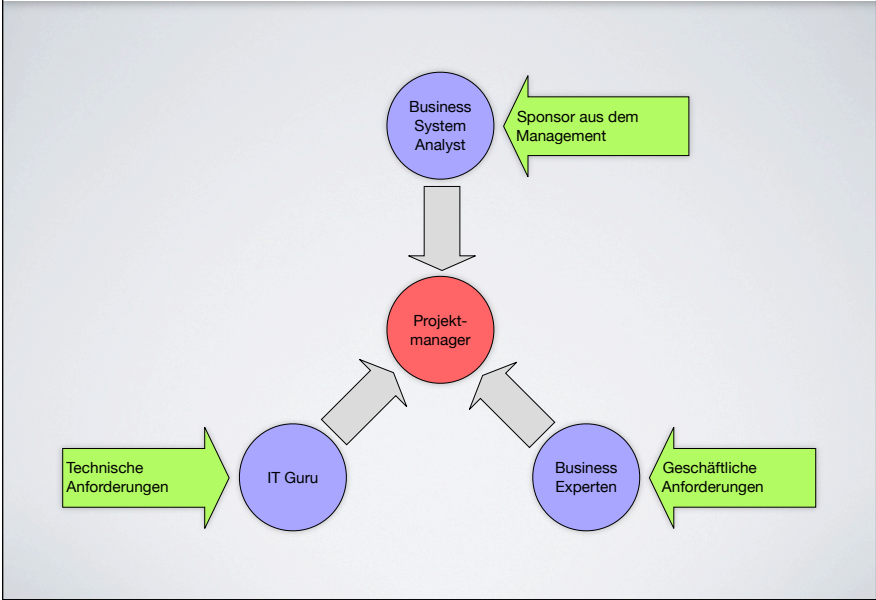 Business
System
Analyst
Sponsor aus dem
Management
Projekt-
manager
Technische
Anforderungen
IT Guru
Business
Experten
Geschäftliche
Anforderungen